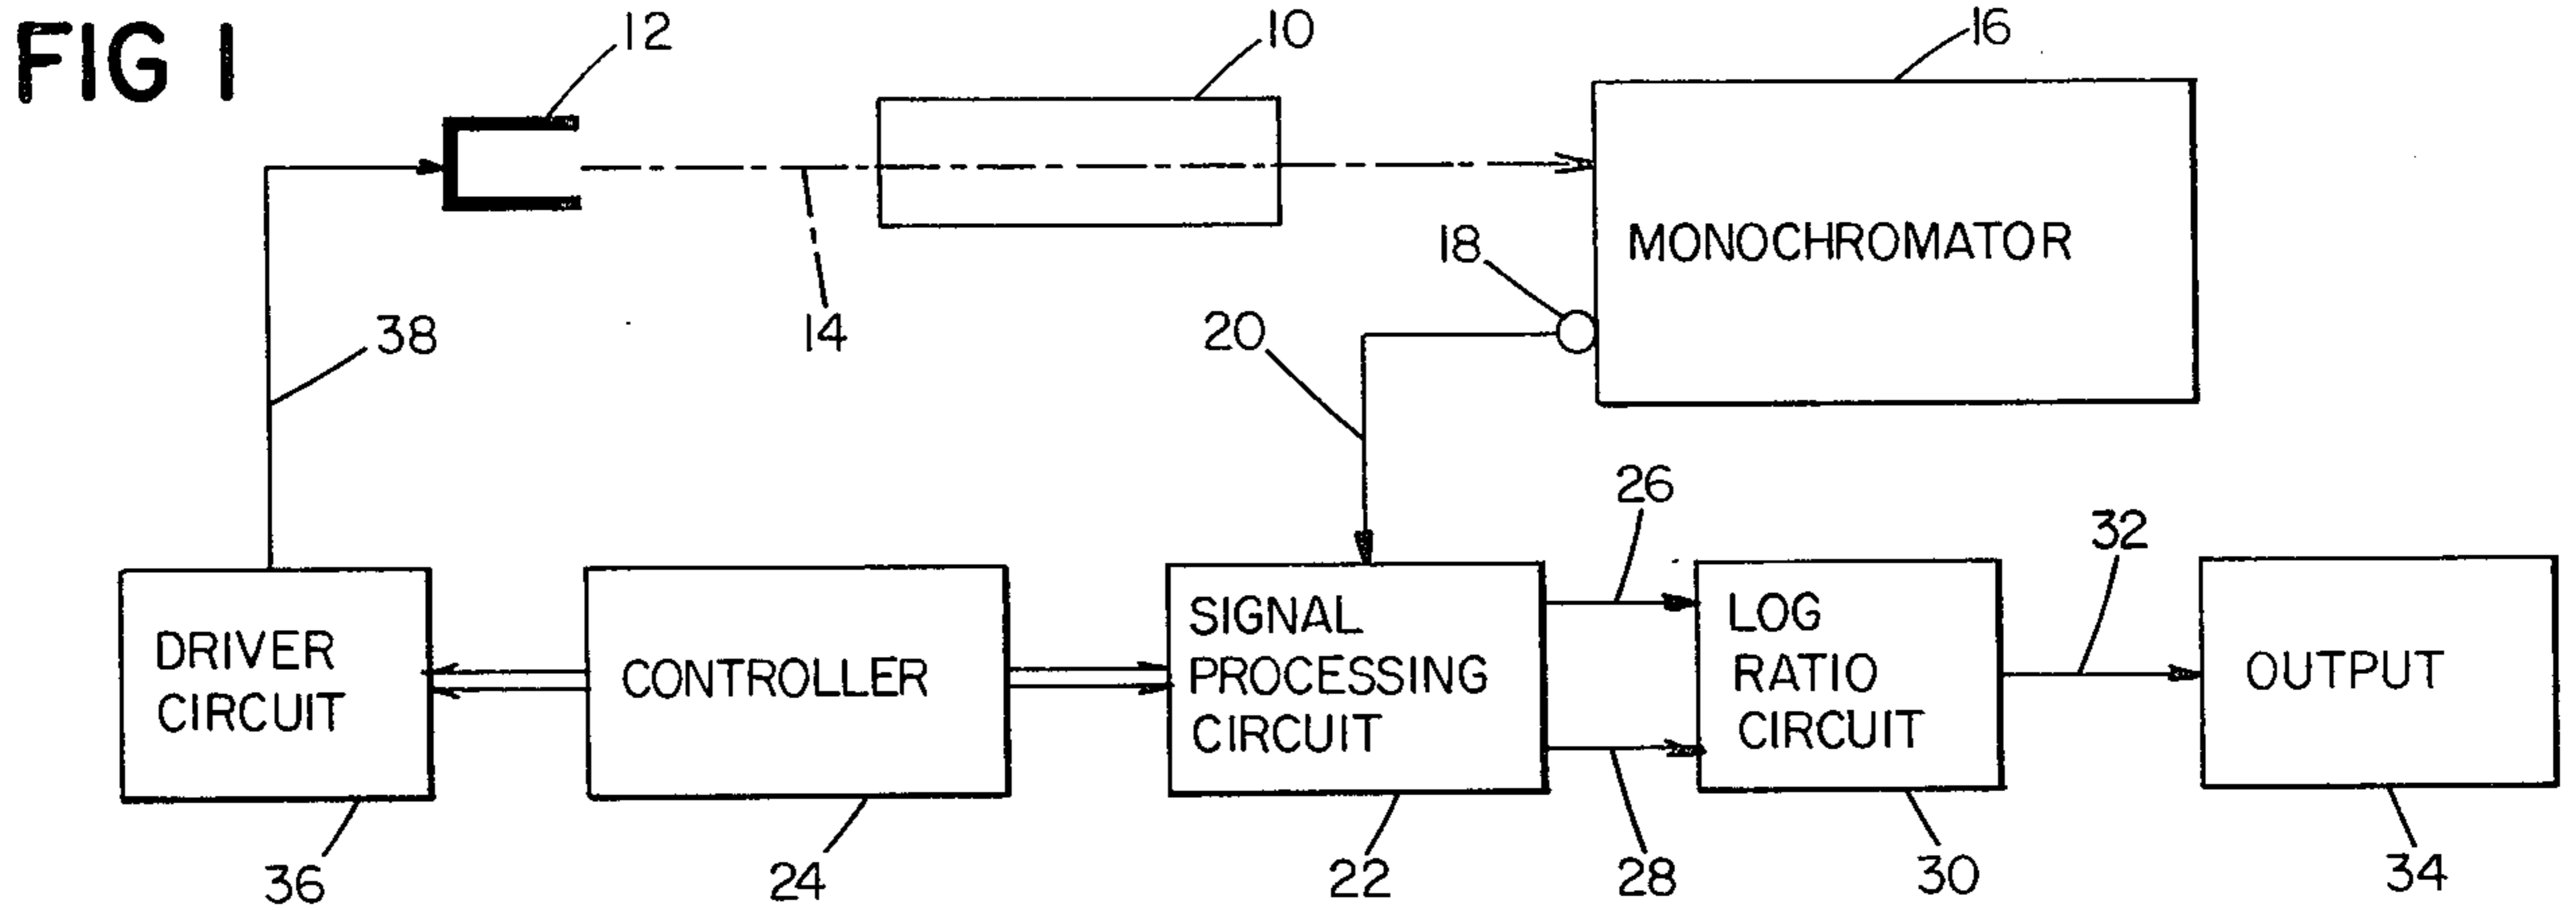 FIG 1
12
10
16
MONOCHROMATOR
18
14
38
20
26
32
DRIVER
CIRCUIT
CONTROLLER
SIGNAL
PROCESSING
CIRCUIT
LOG
RATIO
CIRCUIT
OUTPUT
36
24
22
28
30
34